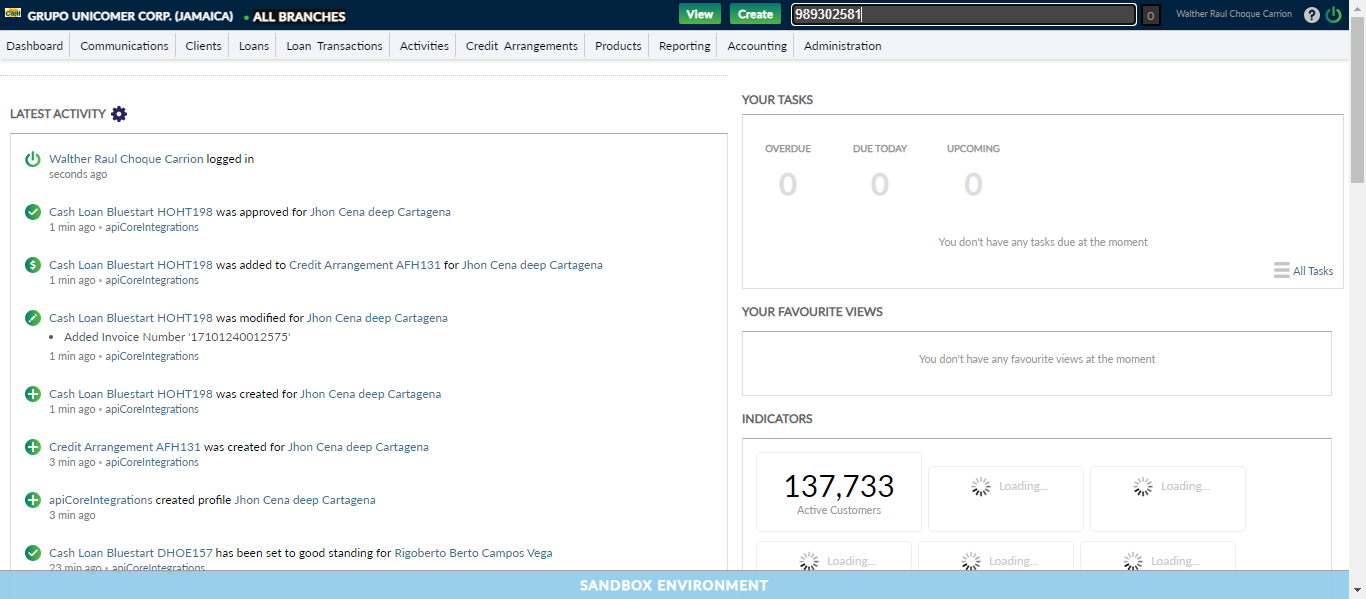 GRUPO UNICOMER CORP. (JAMAICA) • ALL BRANCHES View Create 989302581 0 Walther Raul Choque Carrion ?
Dashboard Communications Clients Loans Loan Transactions Activities Credit Arrangements Products Reporting Accounting Administration
LATEST ACTIVITY
Walther Raul Choque Carrion logged in
seconds ago
Cash Loan Bluestart HOHT198 was approved for Jhon Cena deep Cartagena
1 min ago • apiCoreIntegrations
$ Cash Loan Bluestart HOHT198 was added to Credit Arrangement AFH131 for Jhon Cena deep Cartagena
1 min ago • apiCoreIntegrations
Cash Loan Bluestart HOHT198 was modified for Jhon Cena deep Cartagena
• Added Invoice Number '17101240012575'
1 min ago • apiCoreIntegrations
Cash Loan Bluestart HOHT198 was created for Jhon Cena deep Cartagena
1 min ago • apiCoreIntegrations
Credit Arrangement AFH131 was created for Jhon Cena deep Cartagena
3 min ago • apiCoreIntegrations
apiCoreIntegrations created profile Jhon Cena deep Cartagena
3 min ago
Cash Loan Bluestart DHOE157 has been set to good standing for Rigoberto Berto Campos Vega
23 min ago • apiCoreIntegrations
YOUR TASKS
OVERDUE DUE TODAY UPCOMING
0 0 0
You don't have any tasks due at the moment
All Tasks
YOUR FAVOURITE VIEWS
You don't have any favourite views at the moment
INDICATORS
137,733 Loading... Loading...
Active Customers
Loading... Loading... Loading...
SANDBOX ENVIRONMENT